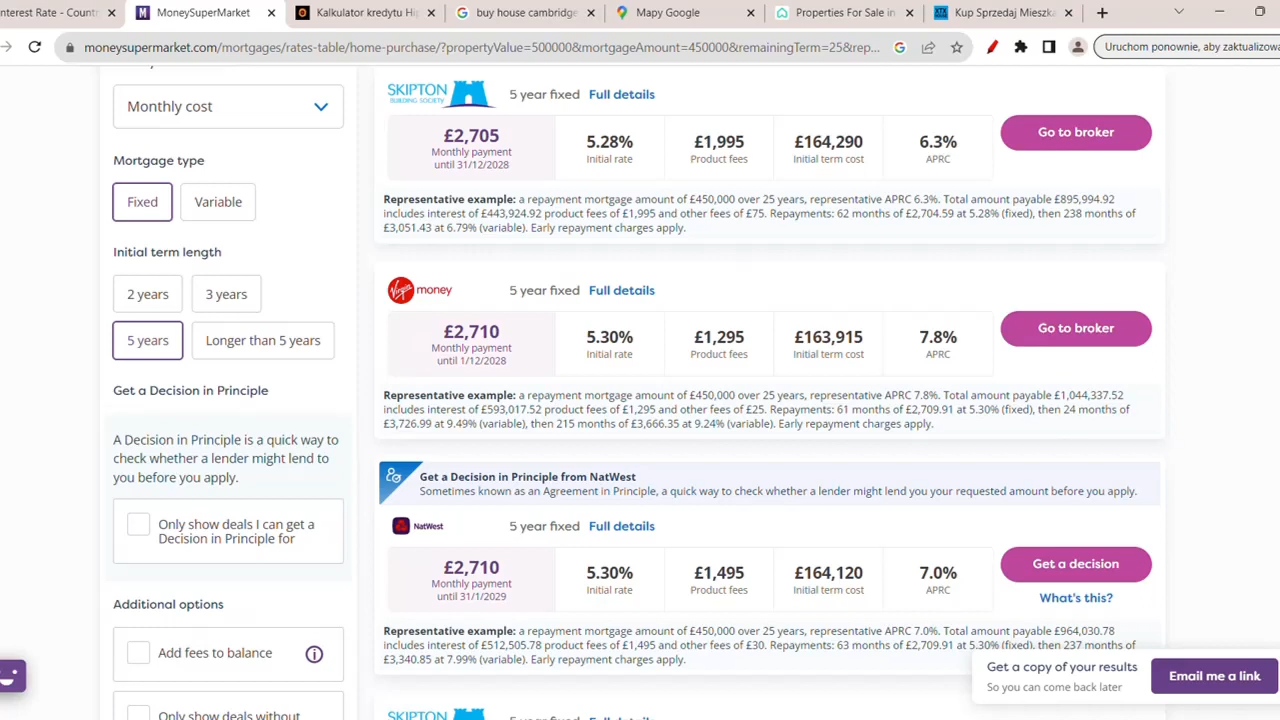 nterest Rate - Count
MoneySuperMarket
Kalkulator kredytu Hi
buy house cambridge
Mapy Google
Properties For Sale in
Kup Sprzedaj Mieszk
moneysupermarket.com/mortgages/rates-table/home-purchase/?propertyValue=500000&mortgageAmount=450000&remainingTerm=25&rep...
Uruchom ponownie, aby zaktualizowa
Monthly cost
Mortgage type
Fixed
Variable
Initial term length
2 years
3 years
5 years
Longer than 5 years
Get a Decision in Principle
A Decision in Principle is a quick way to
check whether a lender might lend to
you before you apply.
Only show deals I can get a
Decision in Principle for
Additional options
Add fees to balance
Only show deals without
SKIPTON
BUILDING SOCIETY
5 year fixed Full details
£2,705
Monthly payment
until 31/12/2028
5.28%
Initial rate
£1,995
Product fees
£164,290
Initial term cost
6.3%
APRC
Go to broker
Representative example: a repayment mortgage amount of £450,000 over 25 years, representative APRC 6.3%. Total amount payable £895,994.92
includes interest of £443,924.92 product fees of £1,995 and other fees of £75. Repayments: 62 months of £2,704.59 at 5.28% (fixed), then 238 months of
£3,051.43 at 6.79% (variable). Early repayment charges apply.
Virgin money
5 year fixed Full details
£2,710
Monthly payment
until 1/12/2028
5.30%
Initial rate
£1,295
Product fees
£163,915
Initial term cost
7.8%
APRC
Go to broker
Representative example: a repayment mortgage amount of £450,000 over 25 years, representative APRC 7.8%. Total amount payable £1,044,337.52
includes interest of £593,017.52 product fees of £1,295 and other fees of £25. Repayments: 61 months of £2,709.91 at 5.30% (fixed), then 24 months of
£3,726.99 at 9.49% (variable), then 215 months of £3,666.35 at 9.24% (variable). Early repayment charges apply.
Get a Decision in Principle from NatWest
Sometimes known as an Agreement in Principle, a quick way to check whether a lender might lend you your requested amount before you apply.
NatWest
5 year fixed Full details
£2,710
Monthly payment
until 31/1/2029
5.30%
Initial rate
£1,495
Product fees
£164,120
Initial term cost
7.0%
APRC
Get a decision
What's this?
Representative example: a repayment mortgage amount of £450,000 over 25 years, representative APRC 7.0%. Total amount payable £964,030.78
includes interest of £512,505.78 product fees of £1,495 and other fees of £30. Repayments: 63 months of £2,709.91 at 5.30% (fixed), then 237 months
£3,340.85 at 7.99% (variable). Early repayment charges apply.
Get a copy of your results
So you can come back later
Email me a link
SKIPTON
5 year fixed Full details